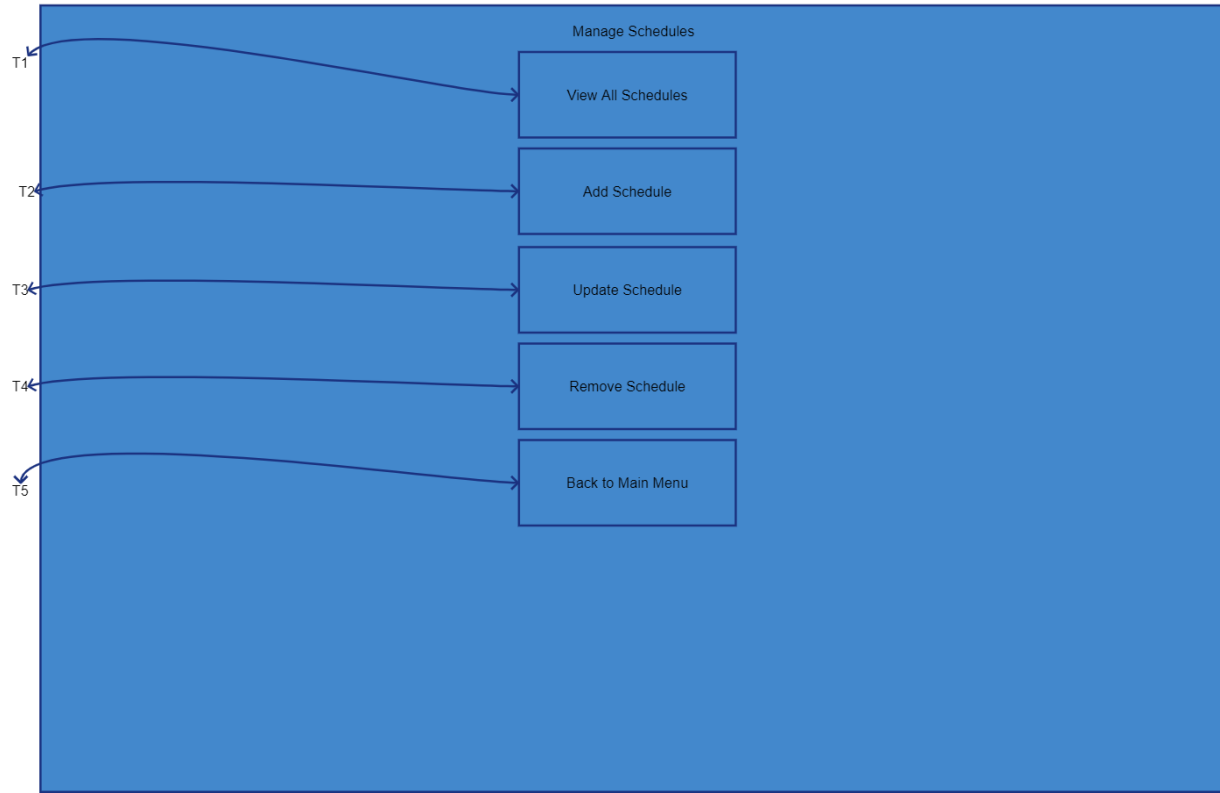 Manage Schedules
T1
View All Schedules
T2
Add Schedule
T3
Update Schedule
T4
Remove Schedule
T5
Back to Main Menu